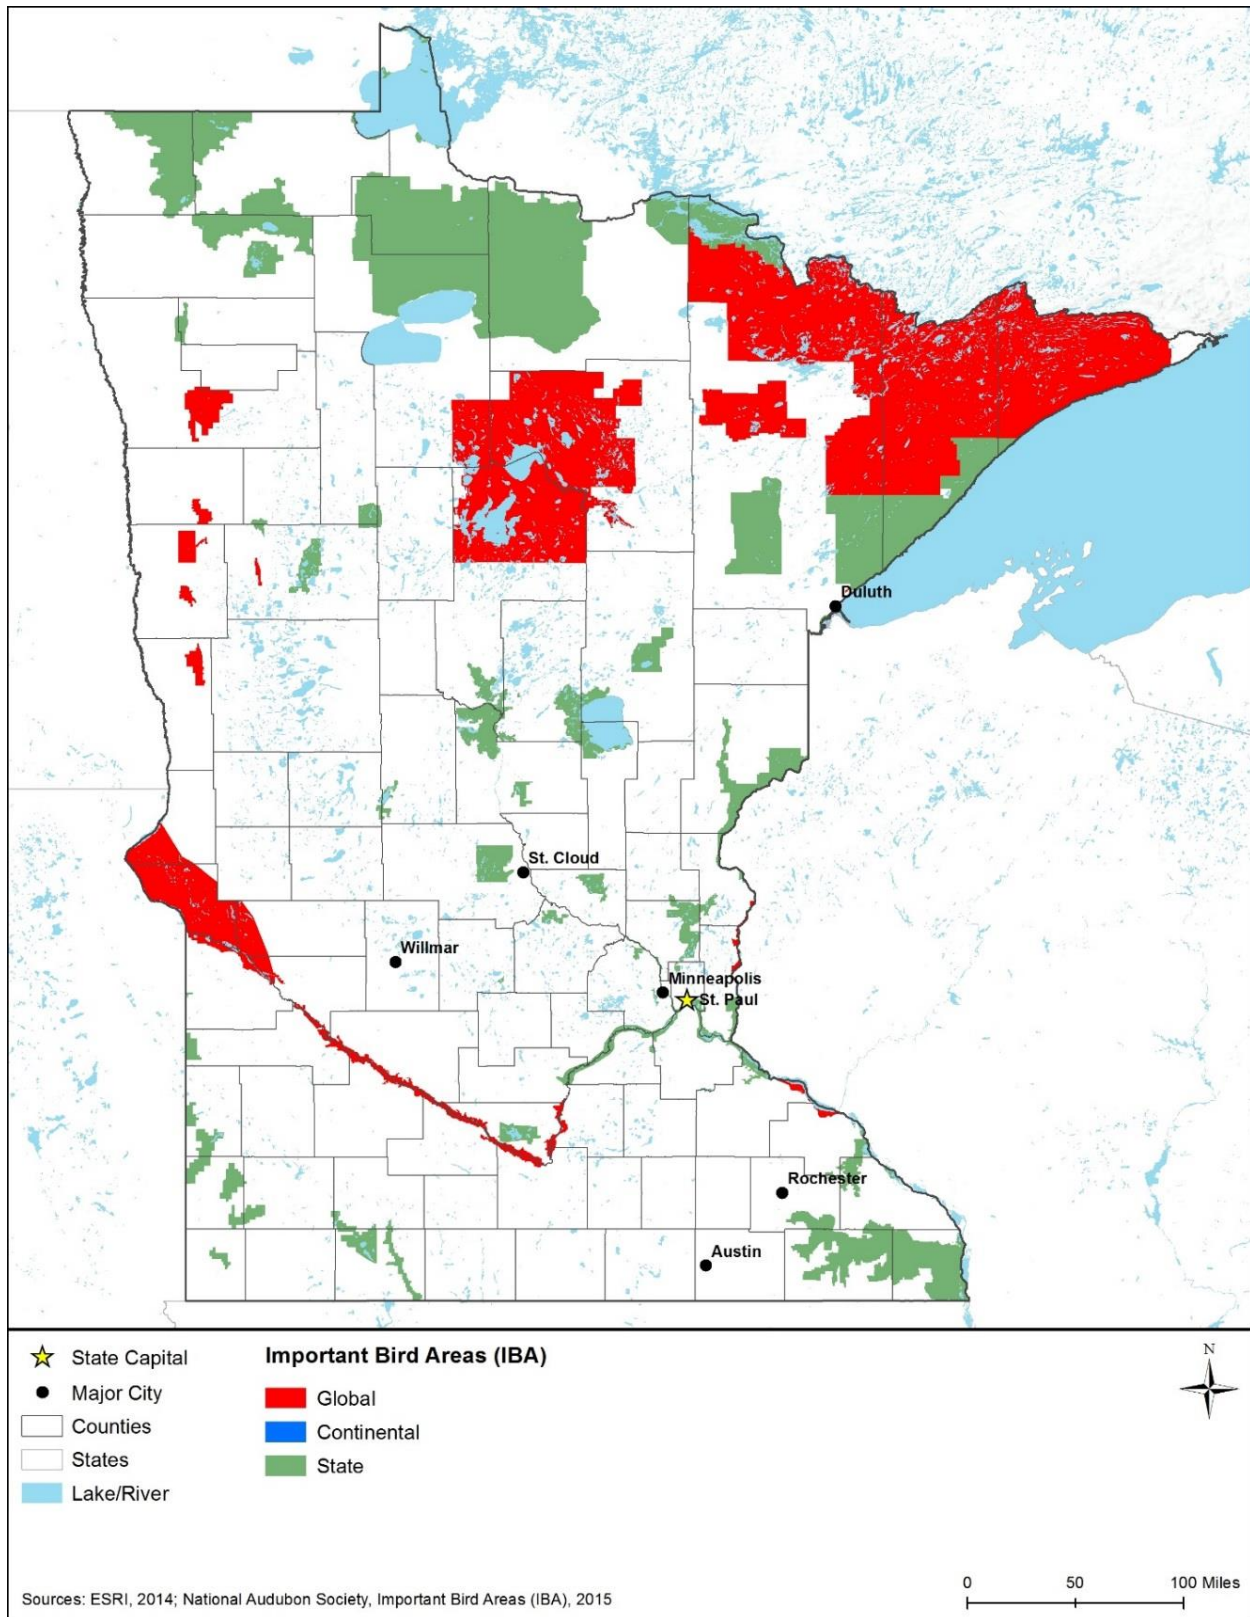 Duluth
St. Cloud
Willmar
Minneapolis
St. Paul
Rochester
Austin
State Capital
Major City
Counties
States
Lake/River
Important Bird Areas (IBA)
Global
Continental
State
N
Sources: ESRI, 2014; National Audubon Society, Important Bird Areas (IBA), 2015
0 50 100 Miles